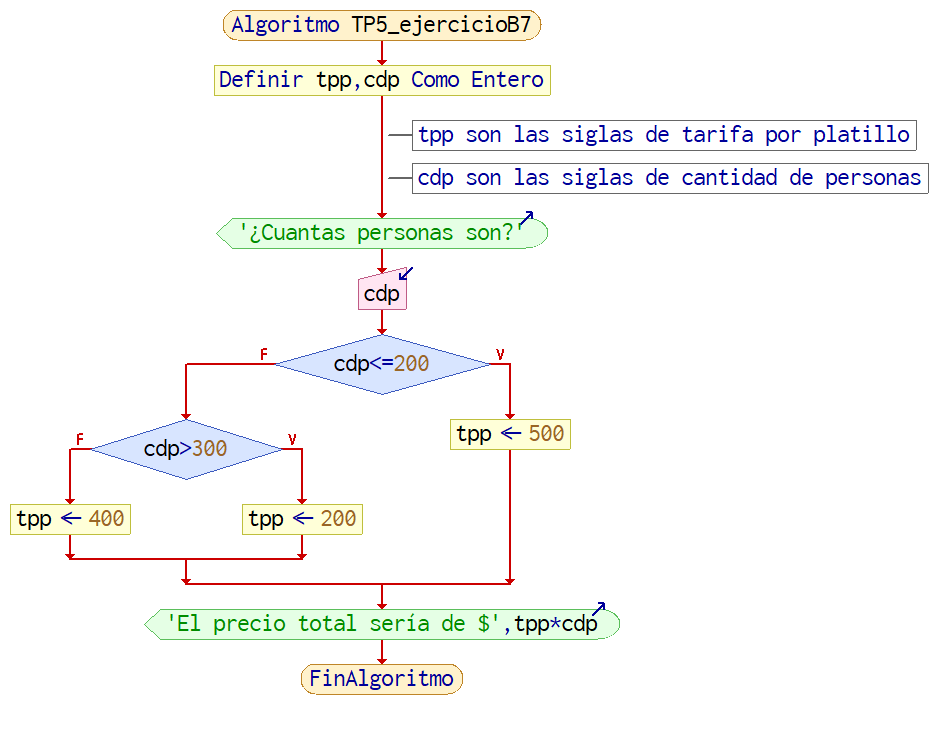 Algoritmo TP5_ejercicioB7
Definir tpp,cdp Como Entero
tpp son las siglas de tarifa por platillo
cdp son las siglas de cantidad de personas
'¿Cuantas personas son?'
cdp
F
cdp<=200
V
tpp ← 500
F
cdp>300
V
tpp ← 400
tpp ← 200
'El precio total sería de $',tpp*cdp
FinAlgoritmo